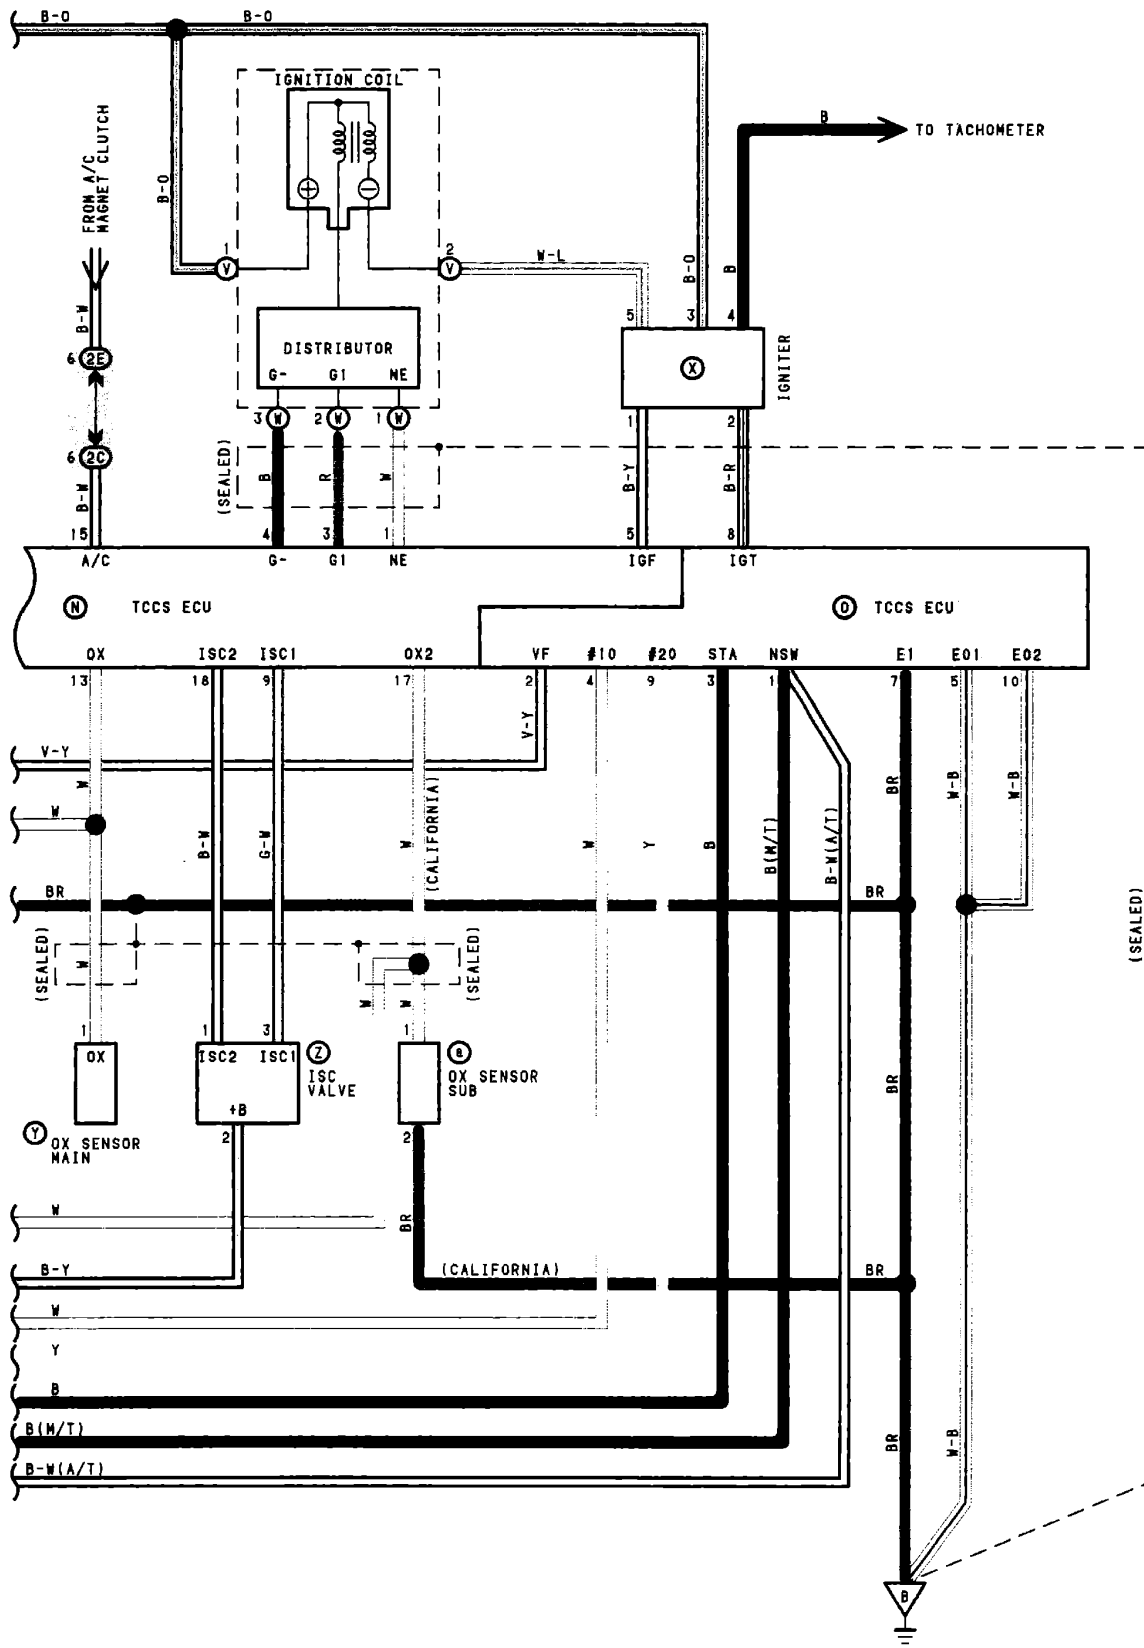 B-O
B-O
IGNITION COIL
FROM A/C
MAGNET CLUTCH
B-O
B
TO TACHOMETER
+
-
1
V
2
V
W-L
B-O
B
B-W
5
3
4
6 2E
DISTRIBUTOR
G- G1 NE
X
IGNITER
3 W
2 W
1 W
1
2
6 2C
(SEALED)
B
R
W
B-Y
B-R
B-W
15
4
3
1
5
8
A/C G- G1 NE IGF IGT
N TCCS ECU
O TCCS ECU
OX ISC2 ISC1 OX2 VF #10 #20 STA NSW E1 E01 E02
13 18 9 17 2 4 9 3 1 7 5 10
V-Y
V-Y
W
W
B-W
G-W
W
(CALIFORNIA)
W
Y
B
B(M/T)
B-W(A/T)
BR
W-B
W-B
BR
BR
(SEALED)
W
(SEALED)
W
W
(SEALED)
1
1 3
1
OX
ISC2 ISC1
+B
Z
ISC
VALVE
a
OX SENSOR
SUB
BR
Y OX SENSOR
MAIN
2
2
W
BR
B-Y
(CALIFORNIA)
BR
W
Y
B
B(M/T)
B-W(A/T)
BR
W-B
B